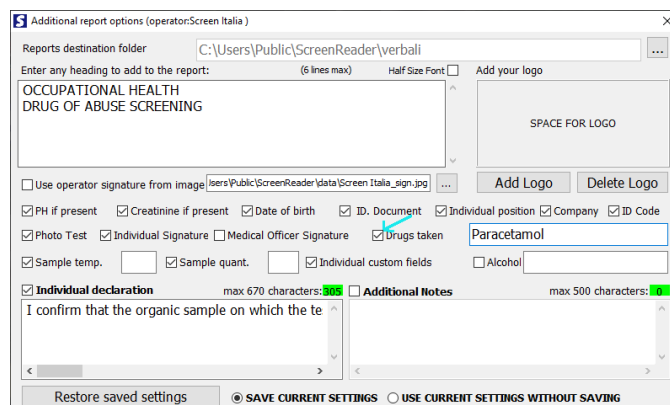 S Additional report options (operator:Screen Italia )
Reports destination folder C:\Users\Public\ScreenReader\verbali ...
Enter any heading to add to the report: (6 lines max) Half Size Font Add your logo
OCCUPATIONAL HEALTH
DRUG OF ABUSE SCREENING
SPACE FOR LOGO
Use operator signature from image Jsers\Public\ScreenReader\data\Screen Italia_sign.jpg ... Add Logo Delete Logo
PH if present Creatinine if present Date of birth ID. Document Individual position Company ID Code
Photo Test Individual Signature Medical Officer Signature Drugs taken Paracetamol
Sample temp. Sample quant. Individual custom fields Alcohol
Individual declaration max 670 characters: 305 Additional Notes max 500 characters: 0
I confirm that the organic sample on which the te
Restore saved settings SAVE CURRENT SETTINGS USE CURRENT SETTINGS WITHOUT SAVING